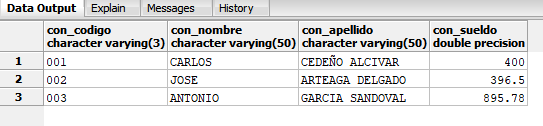 Data Output Explain Messages History
con_codigo con_nombre con_apellido con_sueldo
character varying(3) character varying(50) character varying(50) double precision
1 001 CARLOS CEDEÑO ALCIVAR 400
2 002 JOSE ARTEAGA DELGADO 396.5
3 003 ANTONIO GARCIA SANDOVAL 895.78